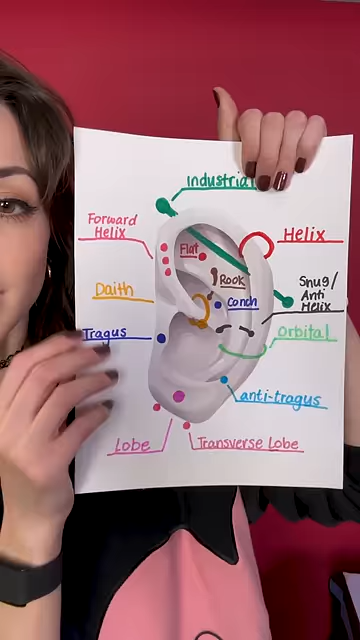 Industrial
Forward
Helix
Flat
Helix
Rook
Daith
Conch
Snug/
Anti
Helix
Tragus
Orbital
anti-tragus
Lobe
Transverse Lobe